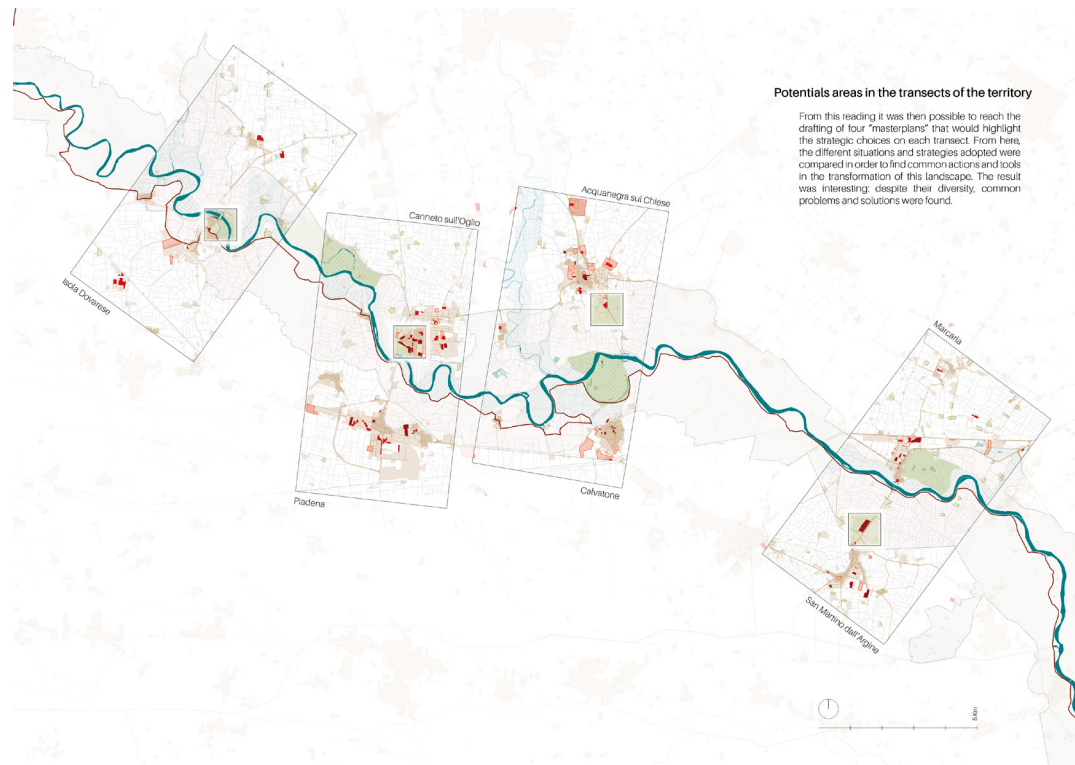 Potentials areas in the transects of the territory
From this reading it was then possible to reach the
drafting of four “masterplans” that would highlight
the strategic choices on each transect. From here,
the different situations and strategies adopted were
compared in order to find common actions and tools
in the transformation of this landscape. The result
was interesting: despite their diversity, common
problems and solutions were found.
Isola Dovarese
Canneto sull'Oglio
Piadena
Acquanegra sul Chiese
Calvatone
Marcaria
San Martino dall'Argine
5 Km